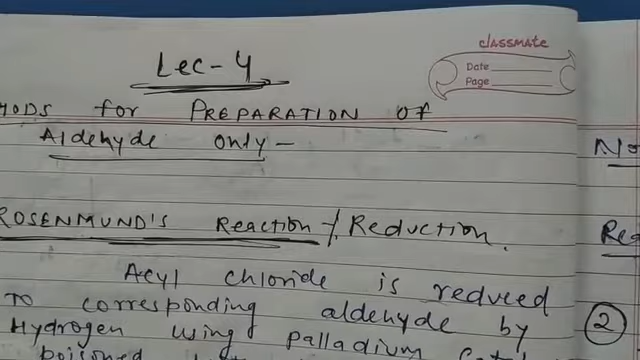 classmate
Date
Page
Lec-4
HODS for PREPARATION OF
Aldehyde only -
ROSENMUND'S Reaction / Reduction.
Acyl chloride is reduced
To corresponding aldehyde by
Hydrogen using palladium
poisoned
2